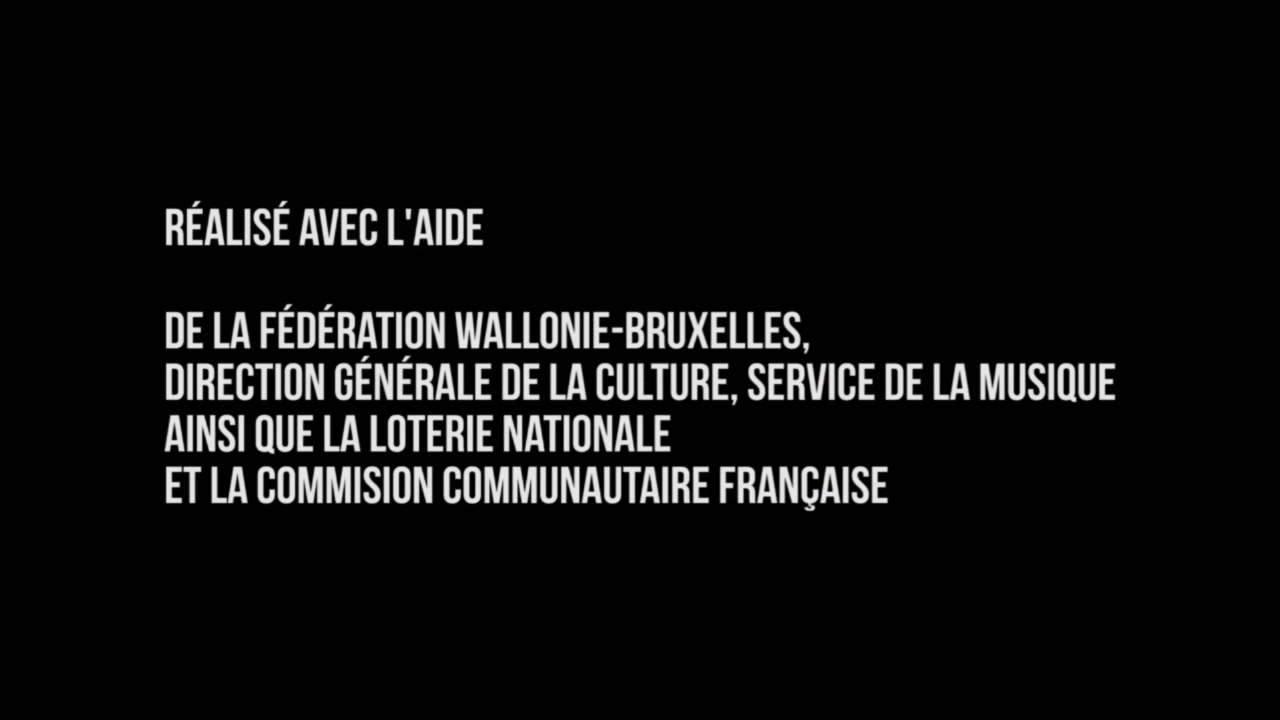 RÉALISÉ AVEC L'AIDE
DE LA FÉDÉRATION WALLONIE-BRUXELLES,
DIRECTION GÉNÉRALE DE LA CULTURE, SERVICE DE LA MUSIQUE
AINSI QUE LA LOTERIE NATIONALE
ET LA COMMISION COMMUNAUTAIRE FRANÇAISE